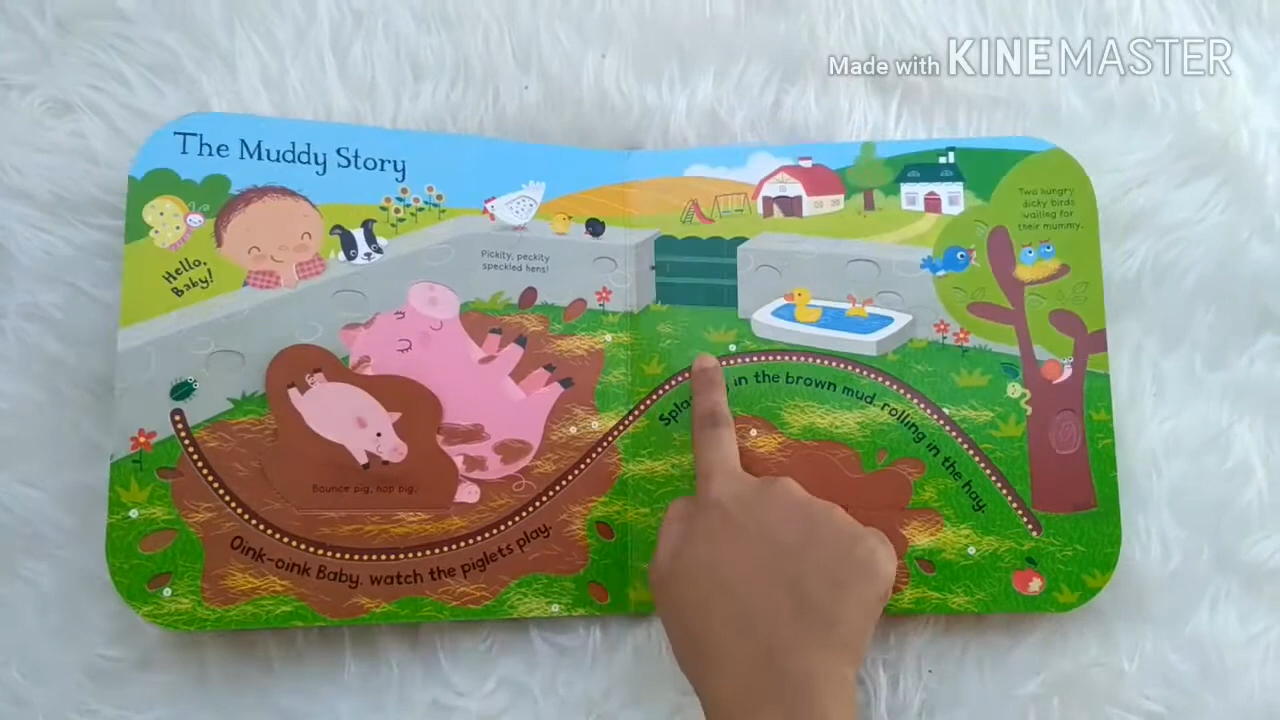 Made with KINEMASTER
The Muddy Story
Hello,
Baby!
Pickity, peckity
speckled hens!
Two hungry
dicky birds
waiting for
their mummy.
Bounce pig, hop pig,
Oink-oink Baby, watch the piglets play.
in the brown mud, rolling in the hay.